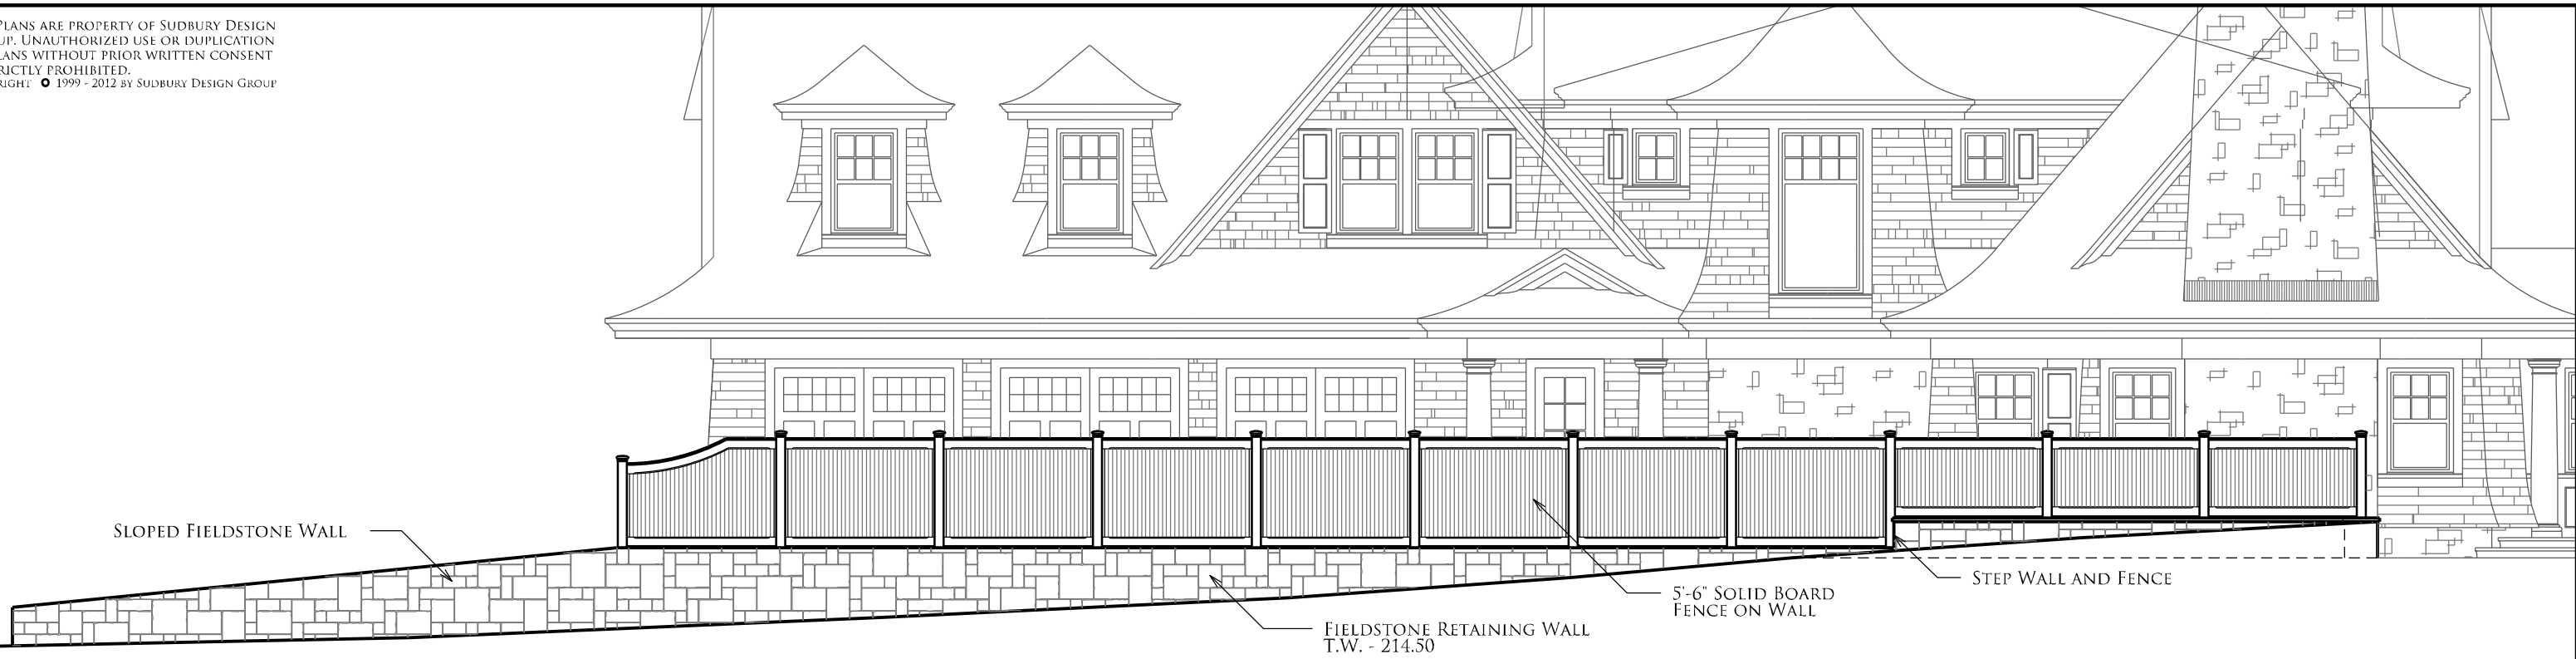 PLANS ARE PROPERTY OF SUDBURY DESIGN
UP. UNAUTHORIZED USE OR DUPLICATION
LANS WITHOUT PRIOR WRITTEN CONSENT
RICTLY PROHIBITED.
RIGHT © 1999 - 2012 BY SUDBURY DESIGN GROUP
SLOPED FIELDSTONE WALL
STEP WALL AND FENCE
5'-6" SOLID BOARD
FENCE ON WALL
FIELDSTONE RETAINING WALL
T.W. - 214.50